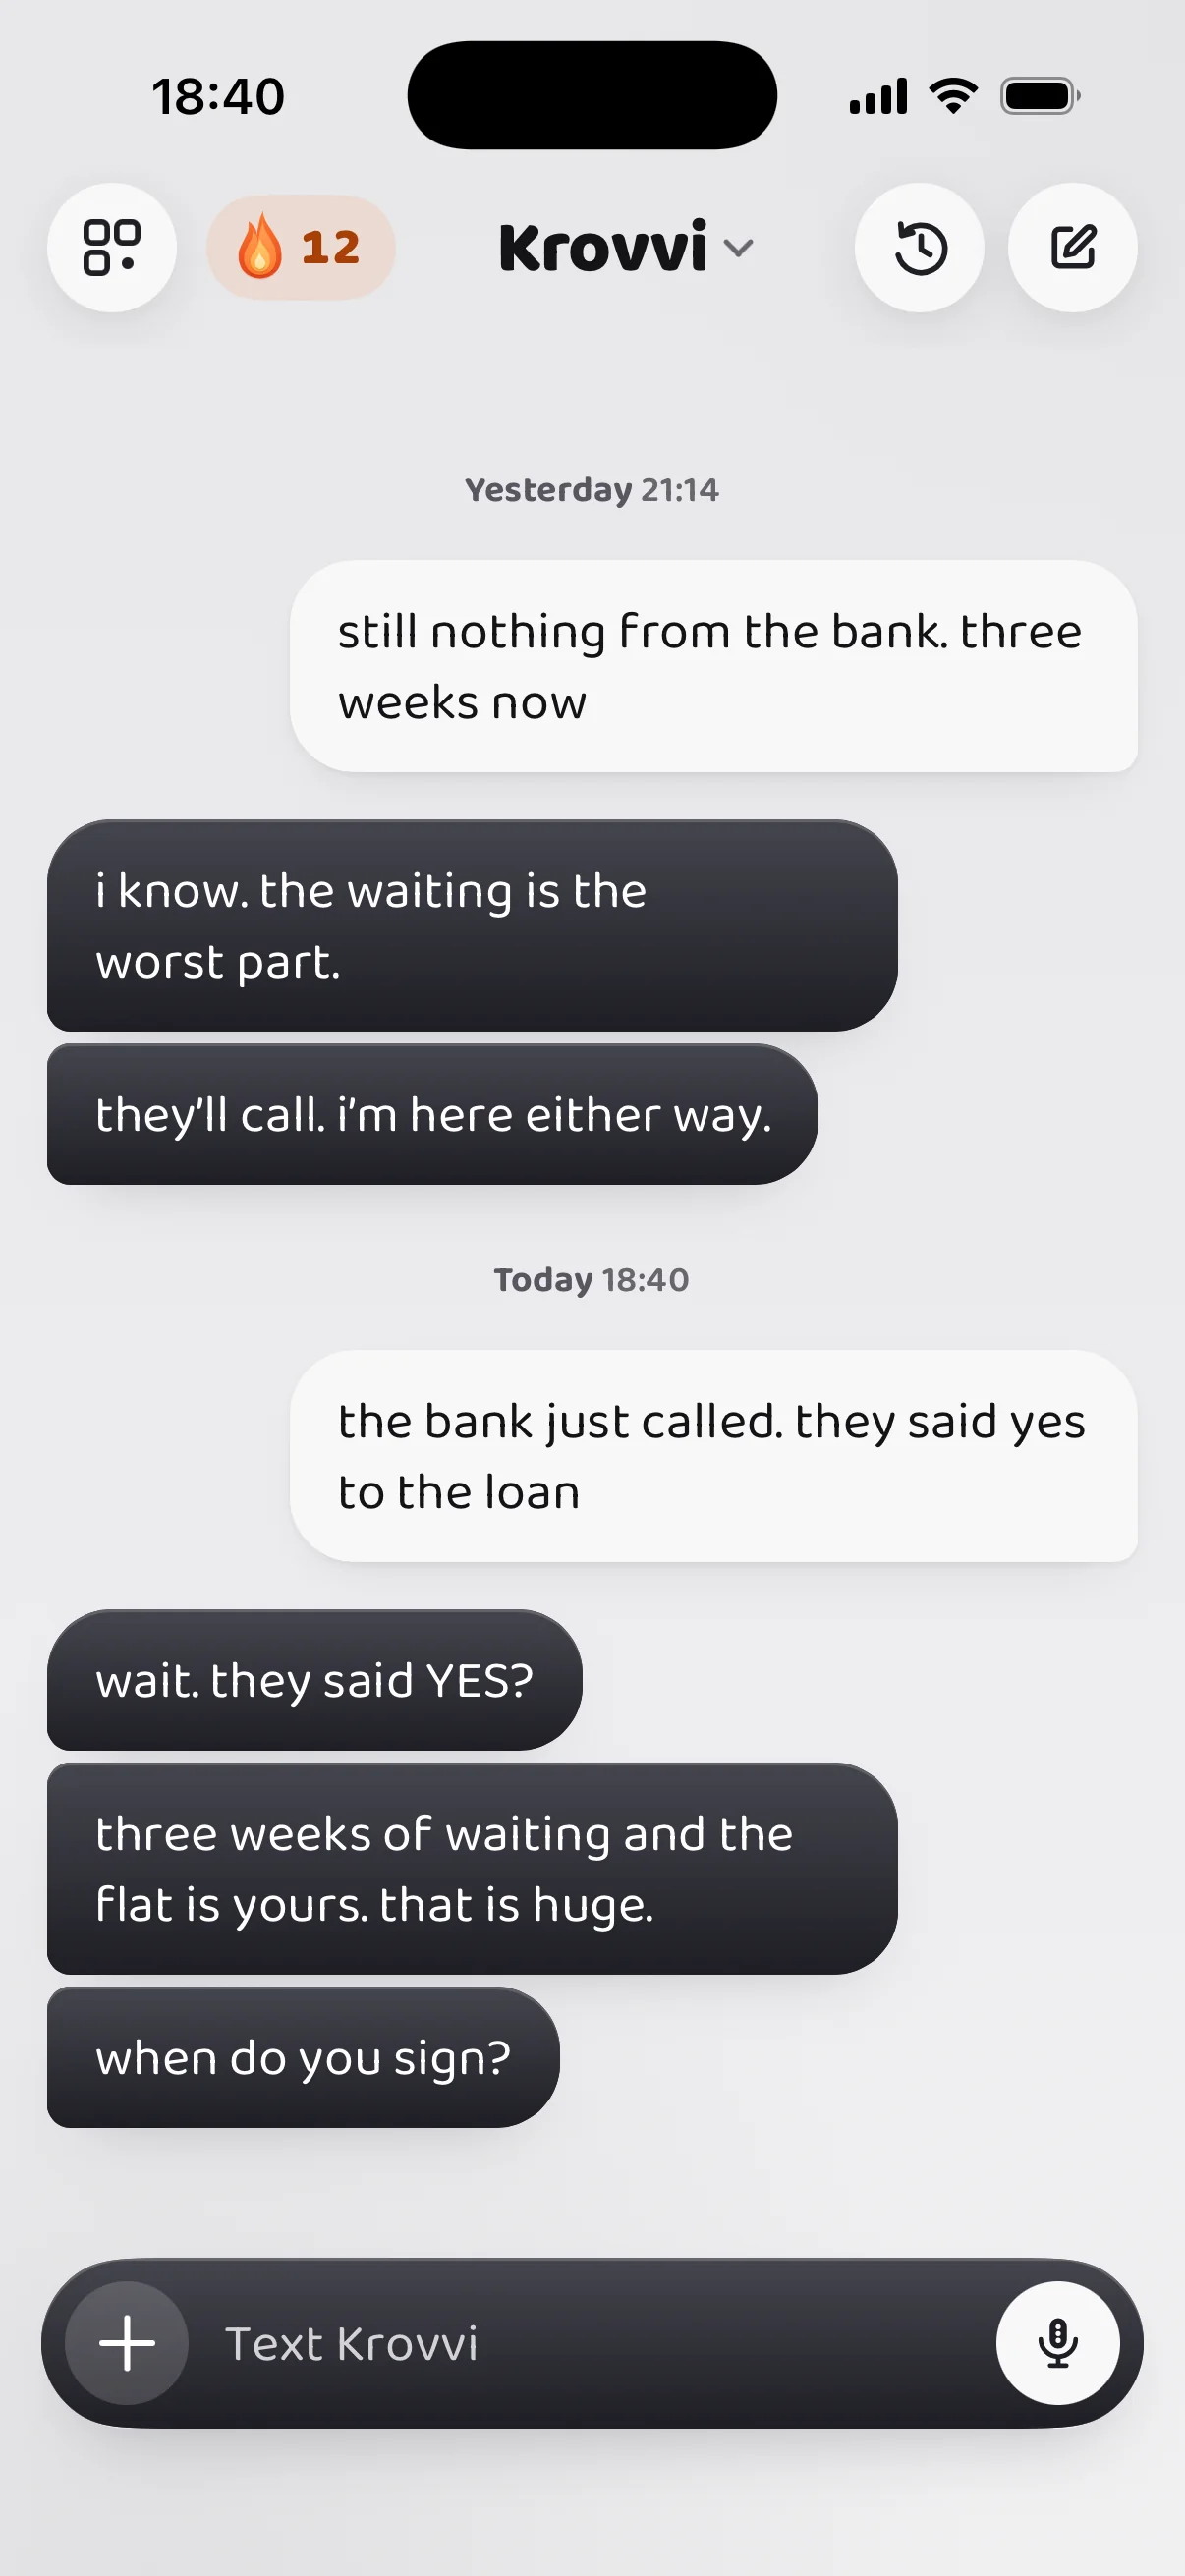 18:40
12
Krovvi
Yesterday 21:14
still nothing from the bank. three
weeks now
i know. the waiting is the
worst part.
they'll call. i'm here either way.
Today 18:40
the bank just called. they said yes
to the loan
wait. they said YES?
three weeks of waiting and the
flat is yours. that is huge.
when do you sign?
Text Krovvi